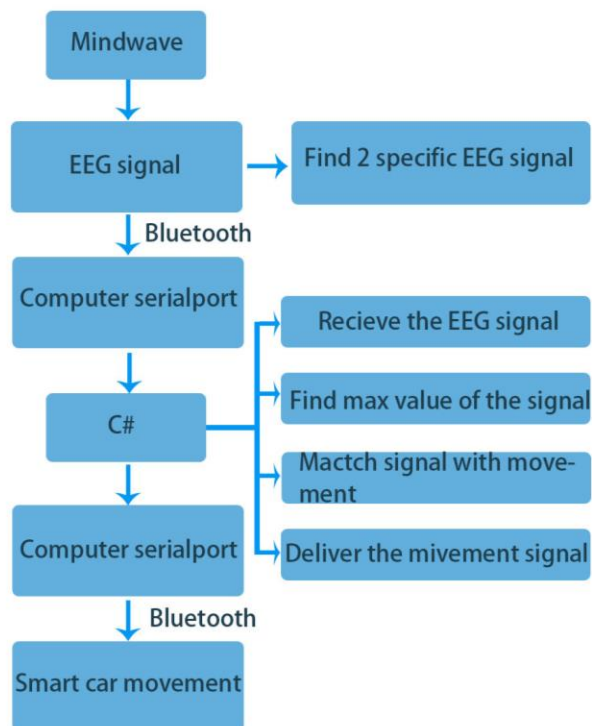 Mindwave
EEG signal
Find 2 specific EEG signal
Bluetooth
Computer serialport
Recieve the EEG signal
Find max value of the signal
C#
Mactch signal with move-
ment
Computer serialport
Deliver the mivement signal
Bluetooth
Smart car movement